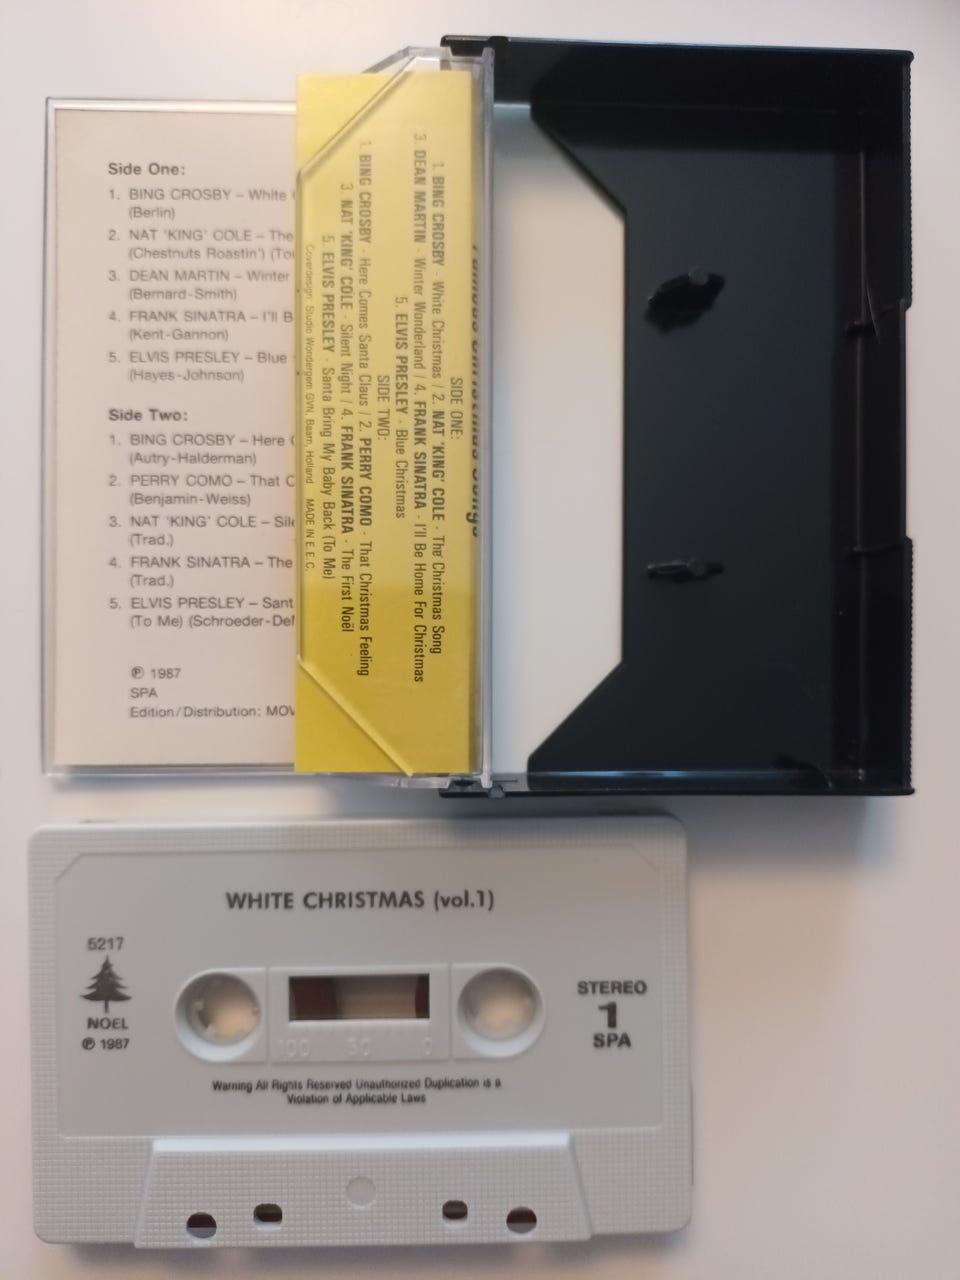 Side One:
1. BING CROSBY – White
(Berlin)
2. NAT 'KING' COLE – The
(Chestnuts Roastin')
3. DEAN MARTIN – Winter
(Bernard-Smith)
4. FRANK SINATRA – I'll B
(Kent-Gannon)
5. ELVIS PRESLEY – Blue
(Hayes-Johnson)
Side Two:
1. BING CROSBY – Here
(Autry-Halderman)
2. PERRY COMO – That C
(Benjamin-Weiss)
3. NAT 'KING' COLE – Sile
(Trad.)
4. FRANK SINATRA – The
(Trad.)
5. ELVIS PRESLEY – Sant
(To Me) (Schroeder-DeM
℗ 1987
SPA
Edition/Distribution: MOV
Famous Christmas Songs
SIDE ONE:
1. BING CROSBY - White Christmas / 2. NAT 'KING' COLE - The Christmas Song
3. DEAN MARTIN - Winter Wonderland / 4. FRANK SINATRA - I'll Be Home For Christmas
5. ELVIS PRESLEY - Blue Christmas
SIDE TWO:
1. BING CROSBY - Here Comes Santa Claus / 2. PERRY COMO - That Christmas Feeling
3. NAT 'KING' COLE - Silent Night / 4. FRANK SINATRA - The First Noël
5. ELVIS PRESLEY - Santa Bring My Baby Back (To Me)
Coverdesign: Studio Wondergem GVN, Baarn, Holland MADE IN E.E.C.
WHITE CHRISTMAS (vol.1)
5217
NOEL
℗ 1987
STEREO
1
SPA
100 50 0
Warning All Rights Reserved Unauthorized Duplication is a
Violation of Applicable Laws